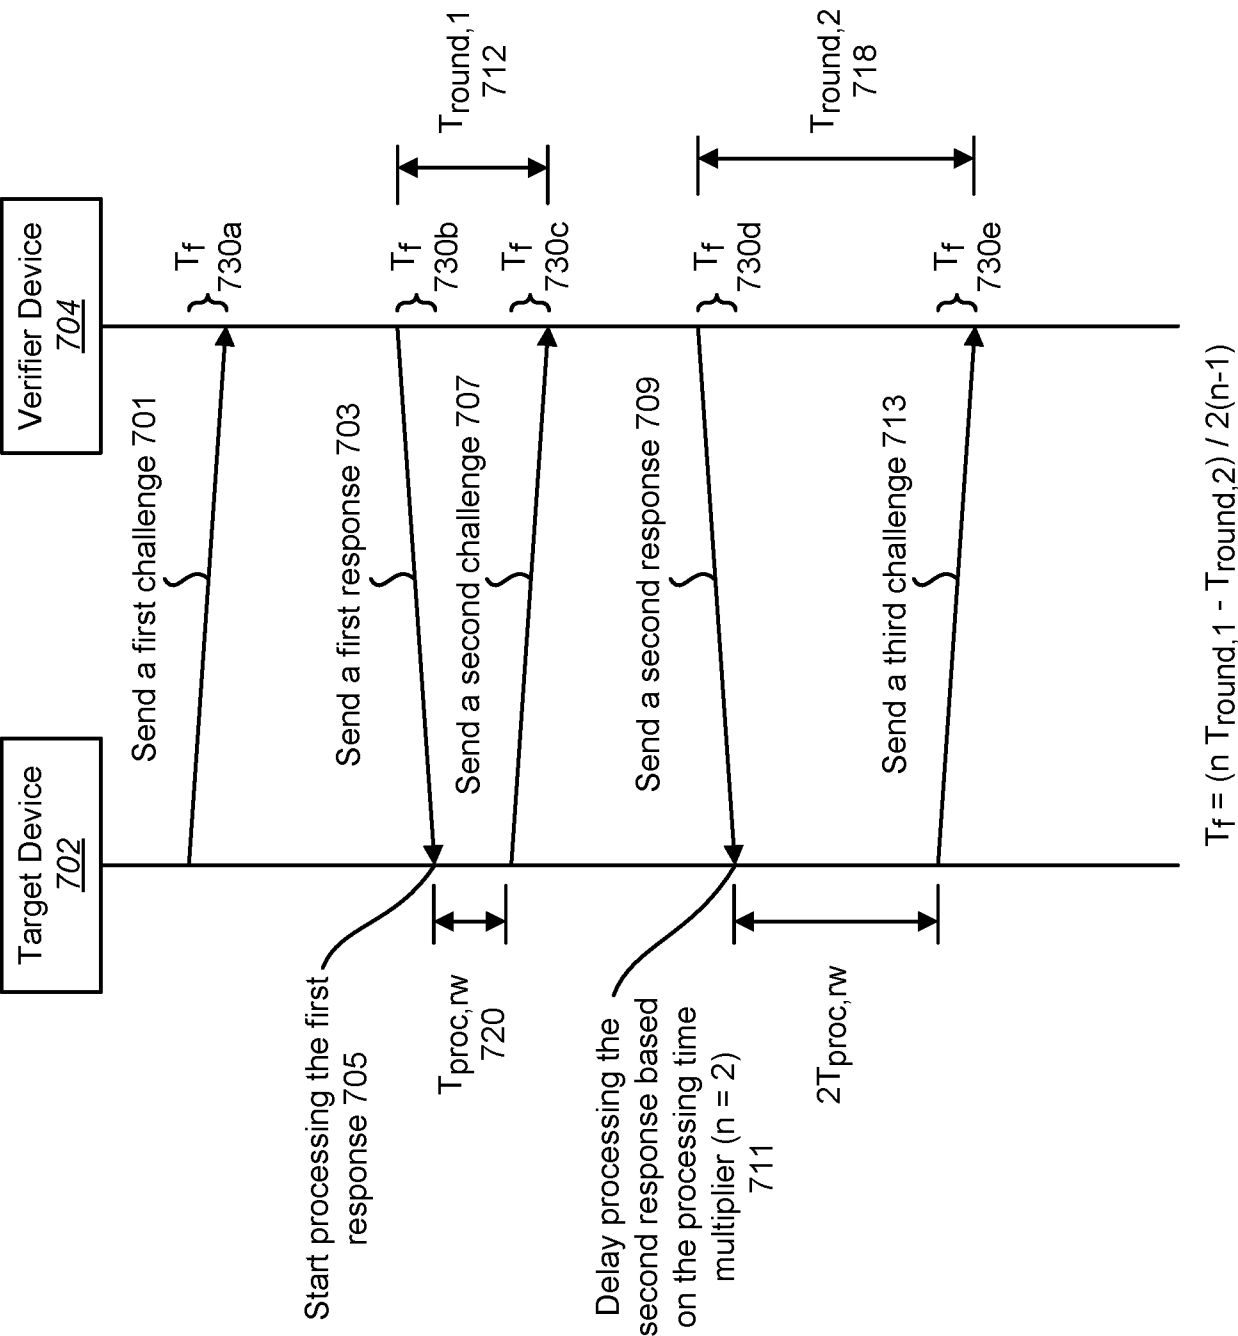 Target Device
702
Verifier Device
704
Send a first challenge 701
Tf
730a
Send a first response 703
Tf
730b
Start processing the first
response 705
Tproc,rw
720
Send a second challenge 707
Tf
730c
Tround,1
712
Send a second response 709
Tf
730d
Delay processing the
second response based
on the processing time
multiplier (n = 2)
711
2Tproc,rw
Send a third challenge 713
Tf
730e
Tround,2
718
Tf = (n Tround,1 - Tround,2) / 2(n-1)